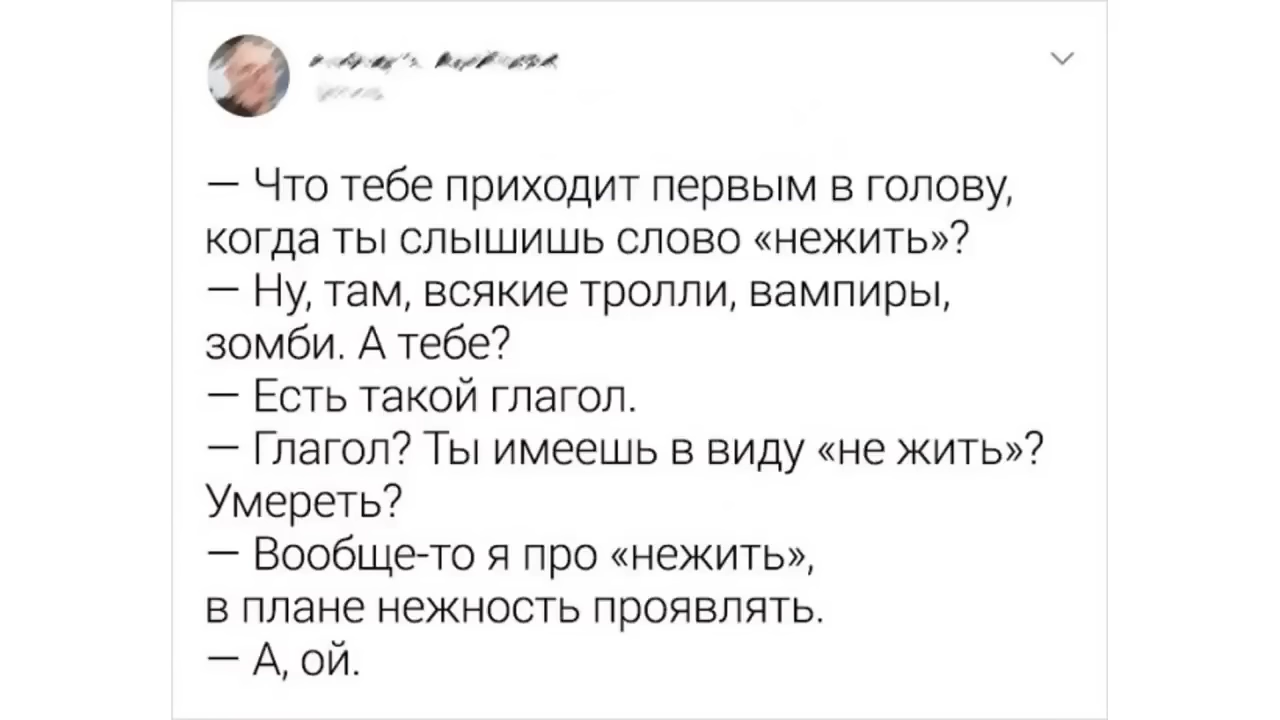 — Что тебе приходит первым в голову,
когда ты слышишь слово «нежить»?
— Ну, там, всякие тролли, вампиры,
зомби. А тебе?
— Есть такой глагол.
— Глагол? Ты имеешь в виду «не жить»?
Умереть?
— Вообще-то я про «нежить»,
в плане нежность проявлять.
— А, ой.